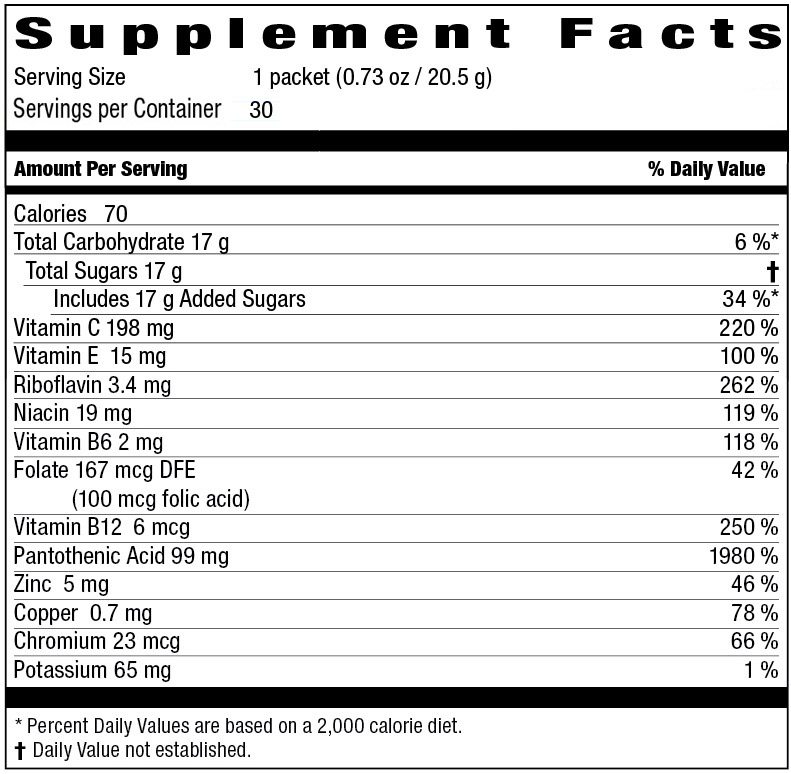 Supplement Facts
Serving Size 1 packet (0.73 oz / 20.5 g)
Servings per Container 30
Amount Per Serving % Daily Value
Calories 70
Total Carbohydrate 17 g 6 %*
Total Sugars 17 g †
Includes 17 g Added Sugars 34 %*
Vitamin C 198 mg 220 %
Vitamin E 15 mg 100 %
Riboflavin 3.4 mg 262 %
Niacin 19 mg 119 %
Vitamin B6 2 mg 118 %
Folate 167 mcg DFE 42 %
(100 mcg folic acid)
Vitamin B12 6 mcg 250 %
Pantothenic Acid 99 mg 1980 %
Zinc 5 mg 46 %
Copper 0.7 mg 78 %
Chromium 23 mcg 66 %
Potassium 65 mg 1 %
* Percent Daily Values are based on a 2,000 calorie diet.
† Daily Value not established.